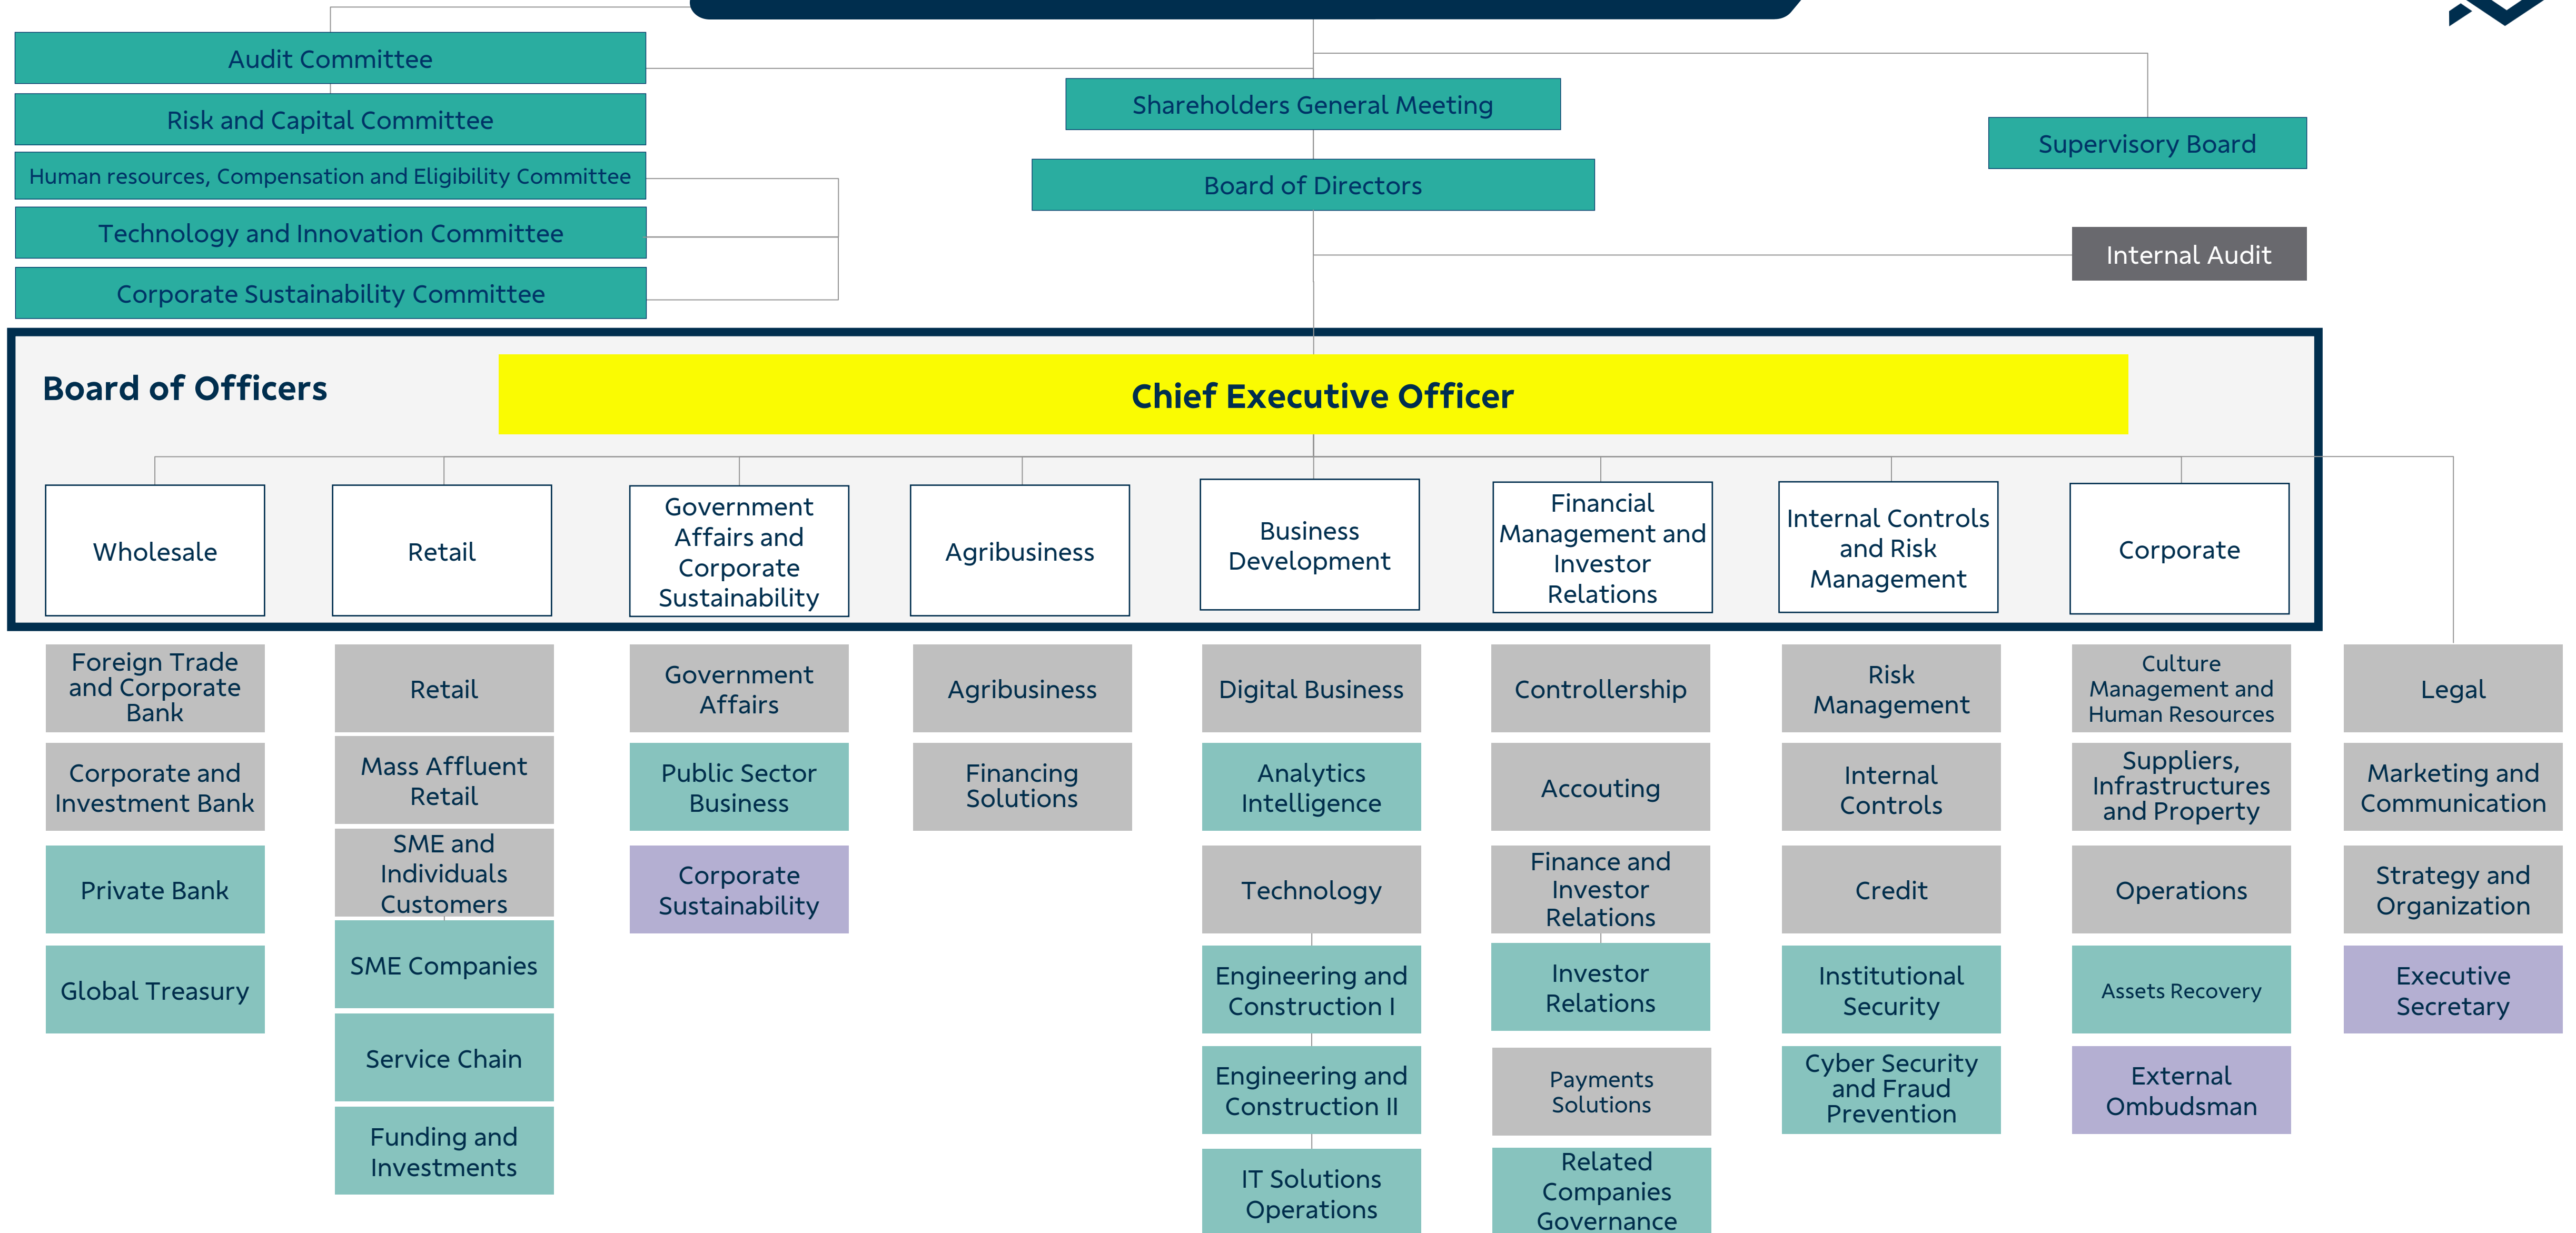 Audit Committee
Risk and Capital Committee
Human resources, Compensation and Eligibility Committee
Technology and Innovation Committee
Corporate Sustainability Committee
Shareholders General Meeting
Board of Directors
Supervisory Board
Internal Audit
Board of Officers
Chief Executive Officer
Wholesale
Retail
Government
Affairs and
Corporate
Sustainability
Agribusiness
Business
Development
Financial
Management and
Investor
Relations
Internal Controls
and Risk
Management
Corporate
Foreign Trade
and Corporate
Bank
Corporate and
Investment Bank
Private Bank
Global Treasury
Retail
Mass Affluent
Retail
SME and
Individuals
Customers
SME Companies
Service Chain
Funding and
Investments
Government
Affairs
Public Sector
Business
Corporate
Sustainability
Agribusiness
Financing
Solutions
Digital Business
Analytics
Intelligence
Technology
Engineering and
Construction I
Engineering and
Construction II
IT Solutions
Operations
Controllership
Accouting
Finance and
Investor
Relations
Investor
Relations
Payments
Solutions
Related
Companies
Governance
Risk
Management
Internal
Controls
Credit
Institutional
Security
Cyber Security
and Fraud
Prevention
Culture
Management and
Human Resources
Suppliers,
Infrastructures
and Property
Operations
Assets Recovery
External
Ombudsman
Legal
Marketing and
Communication
Strategy and
Organization
Executive
Secretary